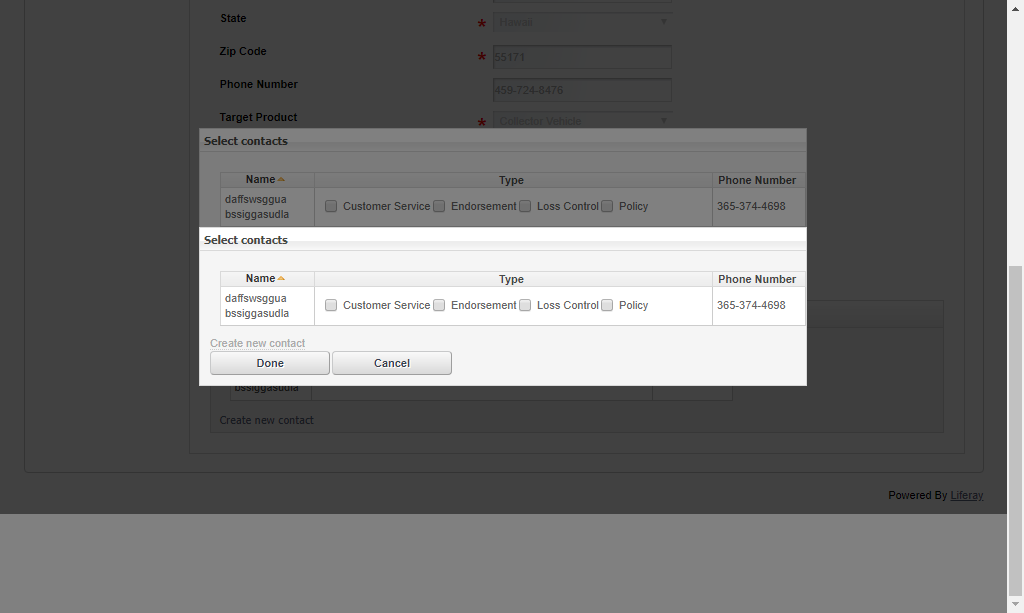 State
* Hawaii
Zip Code
* 55171
Phone Number
459-724-8476
Target Product
* Collector Vehicle
Select contacts
Name Type Phone Number
daffswsggua
bssiggasudla
Customer Service Endorsement Loss Control Policy
365-374-4698
Select contacts
Name Type Phone Number
daffswsggua
bssiggasudla
Customer Service Endorsement Loss Control Policy
365-374-4698
Create new contact
Done Cancel
bssiggasudla
Create new contact
Powered By Liferay